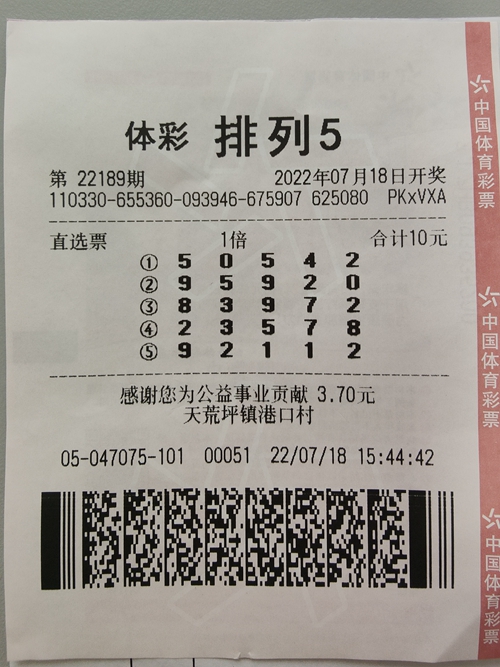 体彩 排列5
第 22189期 2022年07月18日开奖
110330-655360-093946-675907 625080 PKxVXA
直选票 1倍 合计10元
① 5 0 5 4 2
② 9 5 9 2 0
③ 8 3 9 7 2
④ 2 3 5 7 8
⑤ 9 2 1 1 2
感谢您为公益事业贡献 3.70元
天荒坪镇港口村
05-047075-101 00051 22/07/18 15:44:42
中国体育彩票
中国体育彩票
中国体育彩票